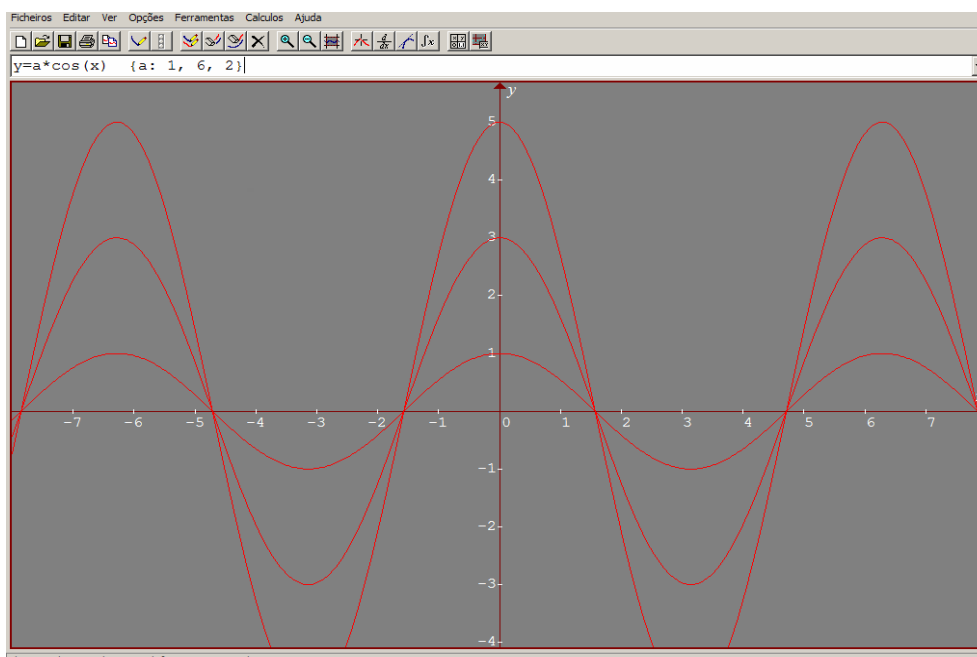 Ficheiros Editar Ver Opções Ferramentas Calculos Ajuda
y=a*cos(x) {a: 1, 6, 2}
y
5
4
3
2
1
-7 -6 -5 -4 -3 -2 -1 0 1 2 3 4 5 6 7
-1
-2
-3
-4